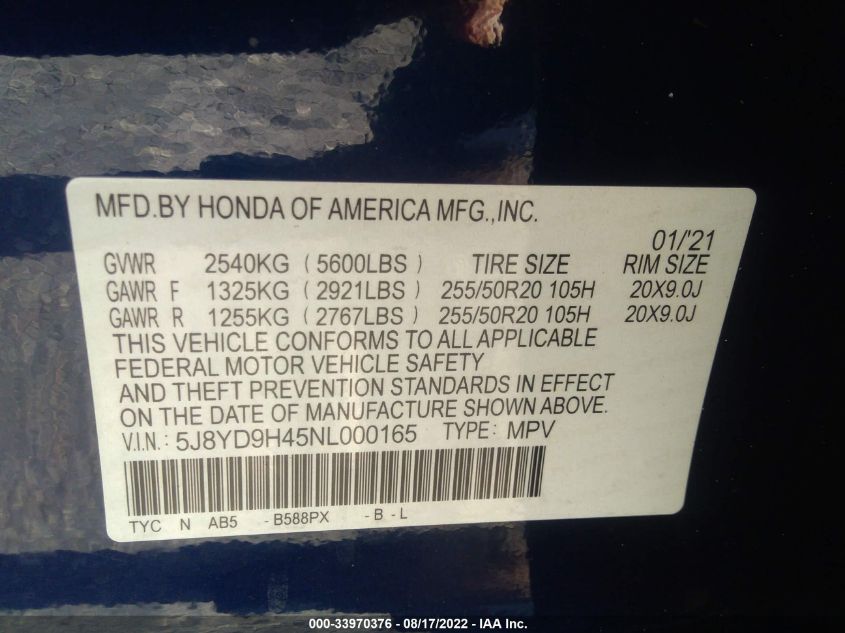 MFD.BY HONDA OF AMERICA MFG.,INC.
01/'21
GVWR 2540KG (5600LBS) TIRE SIZE RIM SIZE
GAWR F 1325KG (2921LBS) 255/50R20 105H 20X9.0J
GAWR R 1255KG (2767LBS) 255/50R20 105H 20X9.0J
THIS VEHICLE CONFORMS TO ALL APPLICABLE
FEDERAL MOTOR VEHICLE SAFETY
AND THEFT PREVENTION STANDARDS IN EFFECT
ON THE DATE OF MANUFACTURE SHOWN ABOVE.
V.I.N.: 5J8YD9H45NL000165 TYPE: MPV
TYC N AB5 - B588PX - B - L
000-33970376 - 08/17/2022 - IAA Inc.